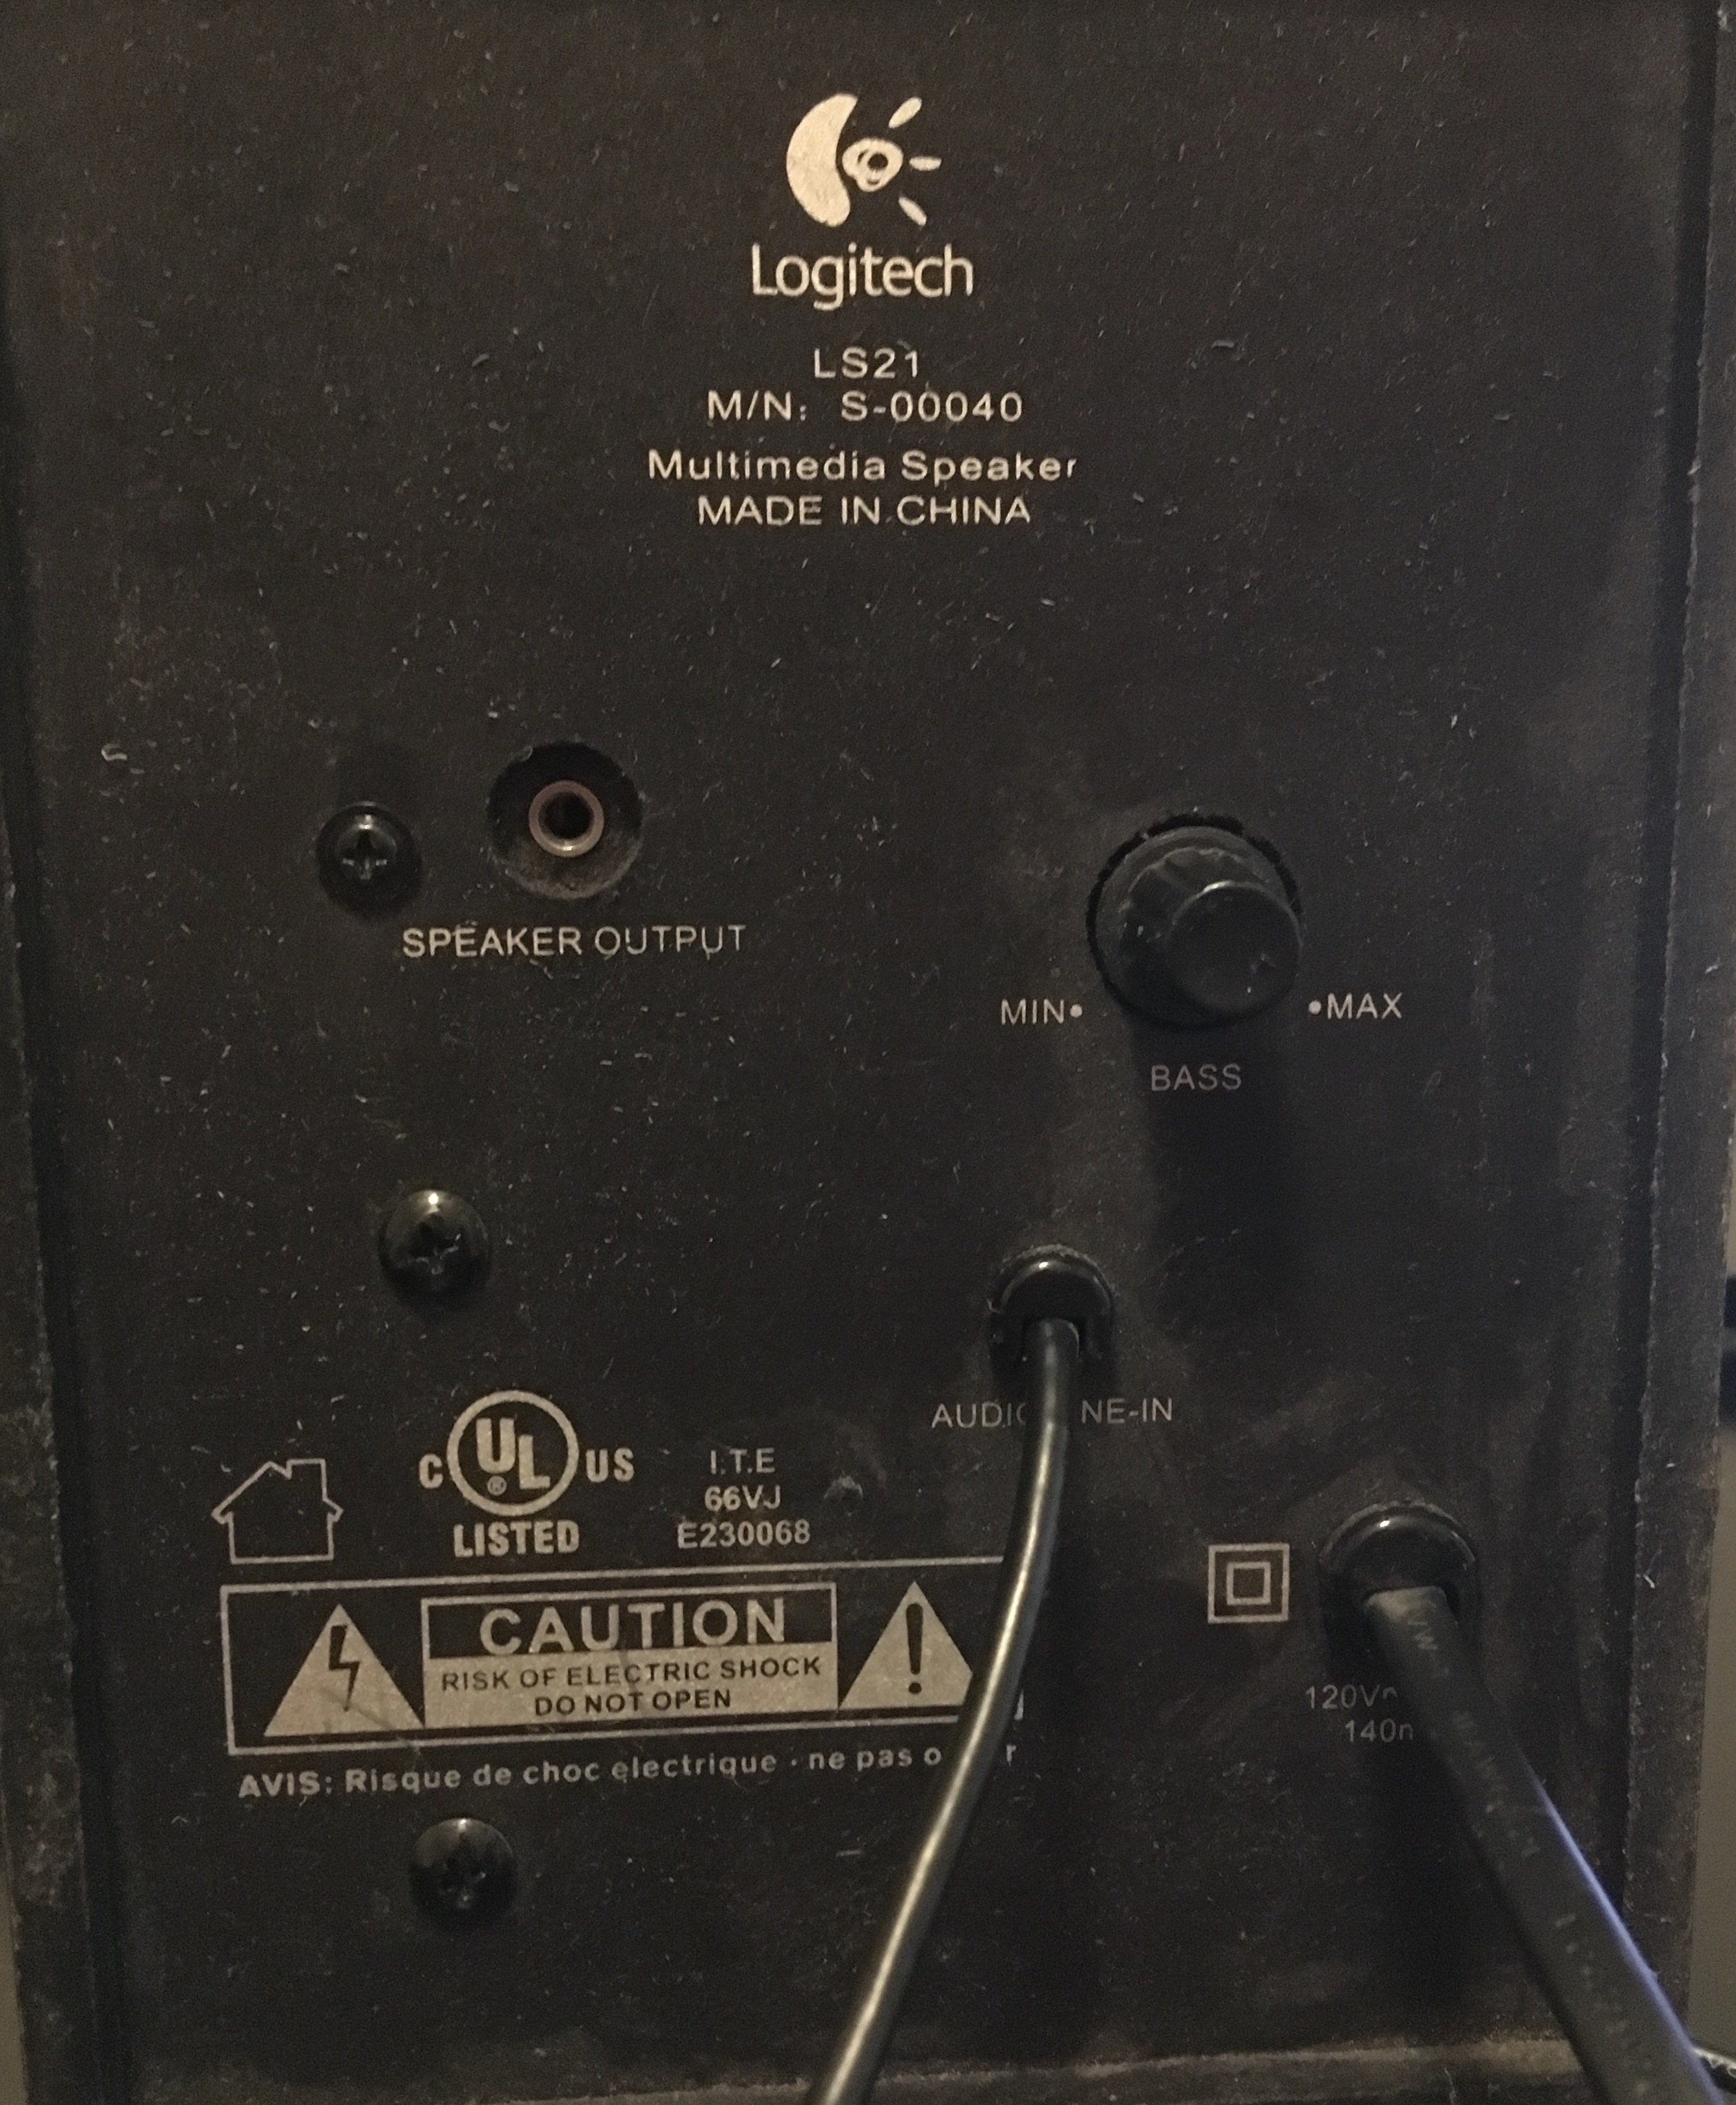 Logitech
LS21
M/N: S-00040
Multimedia Speaker
MADE IN CHINA
SPEAKER OUTPUT
MIN• •MAX
BASS
NE-IN
C UL® US
LISTED
I.T.E
66VJ
E230068
CAUTION
RISK OF ELECTRIC SHOCK
DO NOT OPEN
AVIS: Risque de choc electrique · ne pas